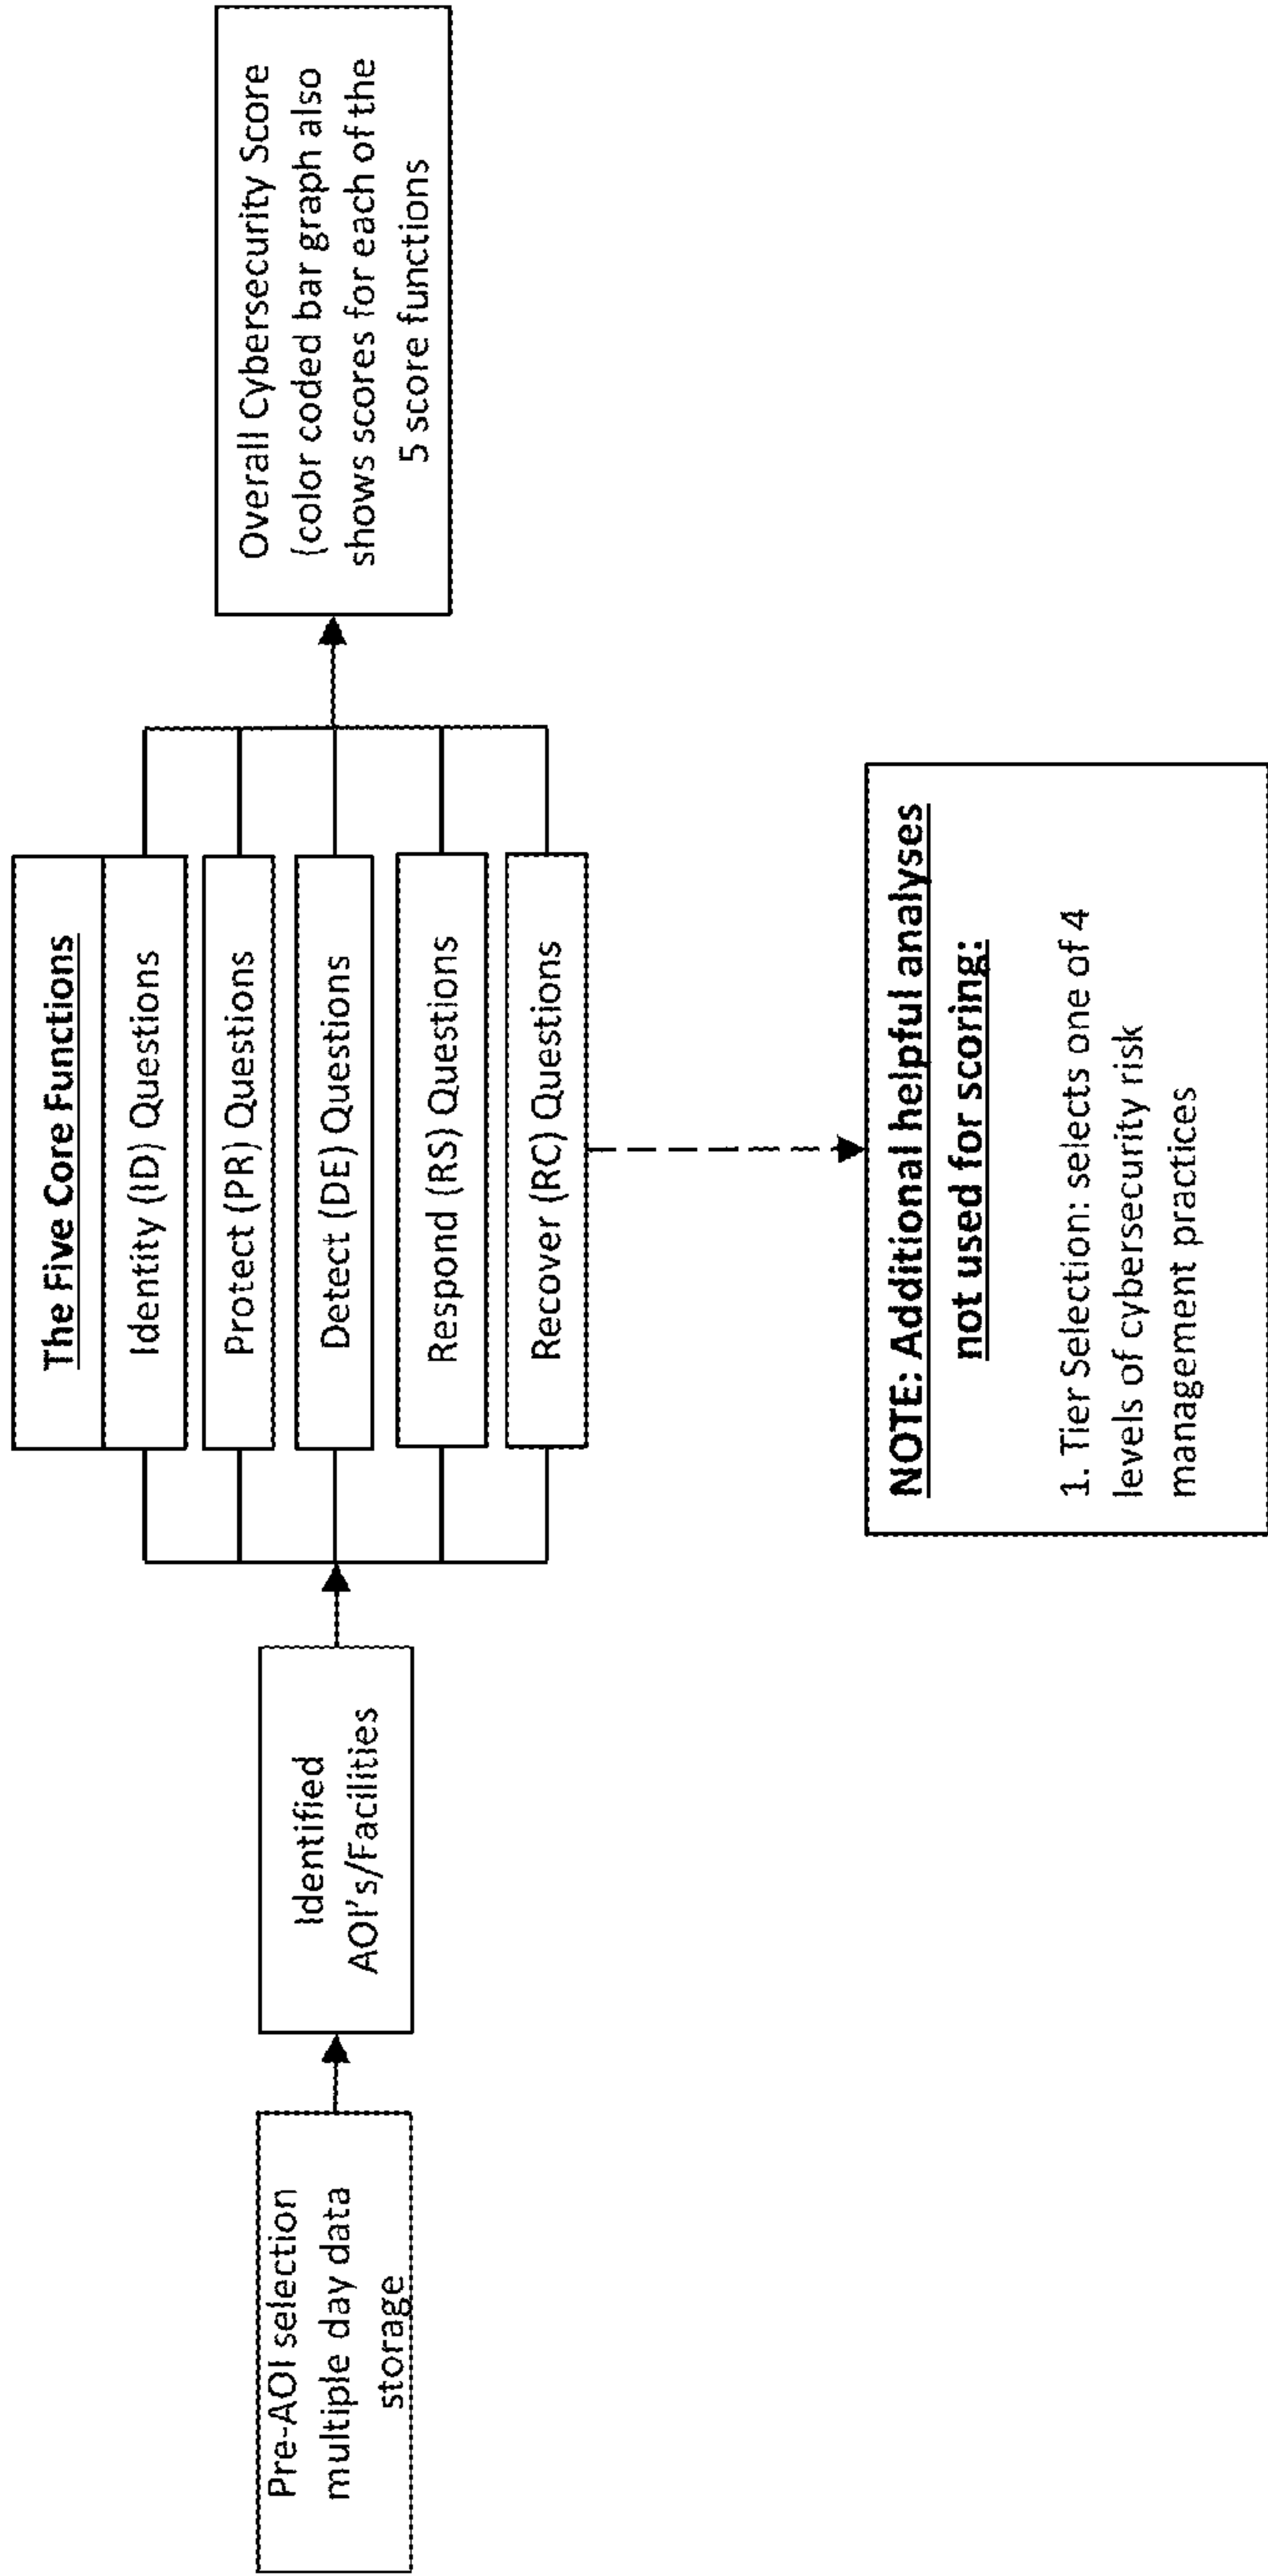 Pre-AOI selection
multiple day data
storage
Identified
AOI's/Facilities
The Five Core Functions
Identity (ID) Questions
Protect (PR) Questions
Detect (DE) Questions
Respond (RS) Questions
Recover (RC) Questions
Overall Cybersecurity Score
(color coded bar graph also
shows scores for each of the
5 score functions
NOTE: Additional helpful analyses
not used for scoring:
1. Tier Selection: selects one of 4
levels of cybersecurity risk
management practices